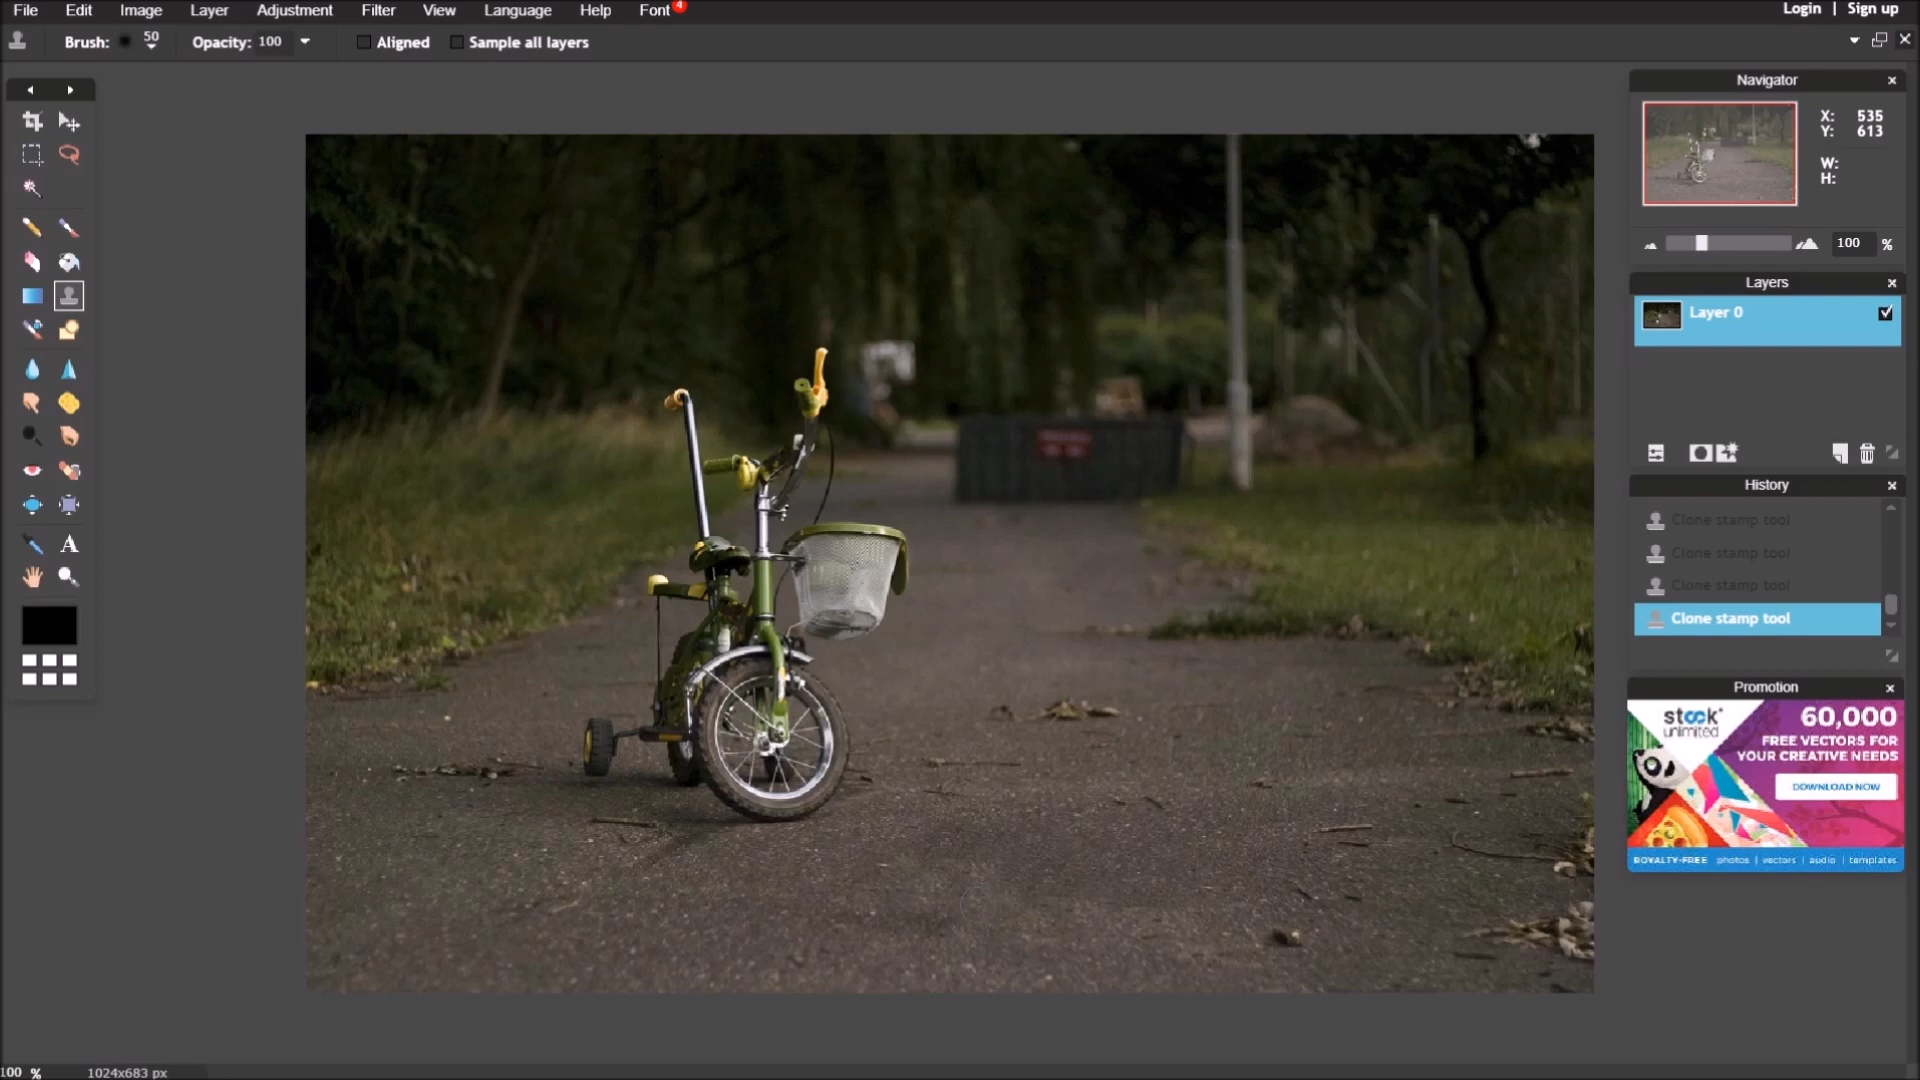 File Edit Image Layer Adjustment Filter View Language Help Font 4
Login | Sign up
Brush: 50 Opacity: 100 Aligned Sample all layers
Navigator
X: 535
Y: 613
W:
H:
100 %
Layers
Layer 0
History
Clone stamp tool
Clone stamp tool
Clone stamp tool
Clone stamp tool
Promotion
stock
unlimited
60,000
FREE VECTORS FOR
YOUR CREATIVE NEEDS
DOWNLOAD NOW
ROYALTY-FREE photos | vectors | audio | templates
A
100 % 1024x683 px